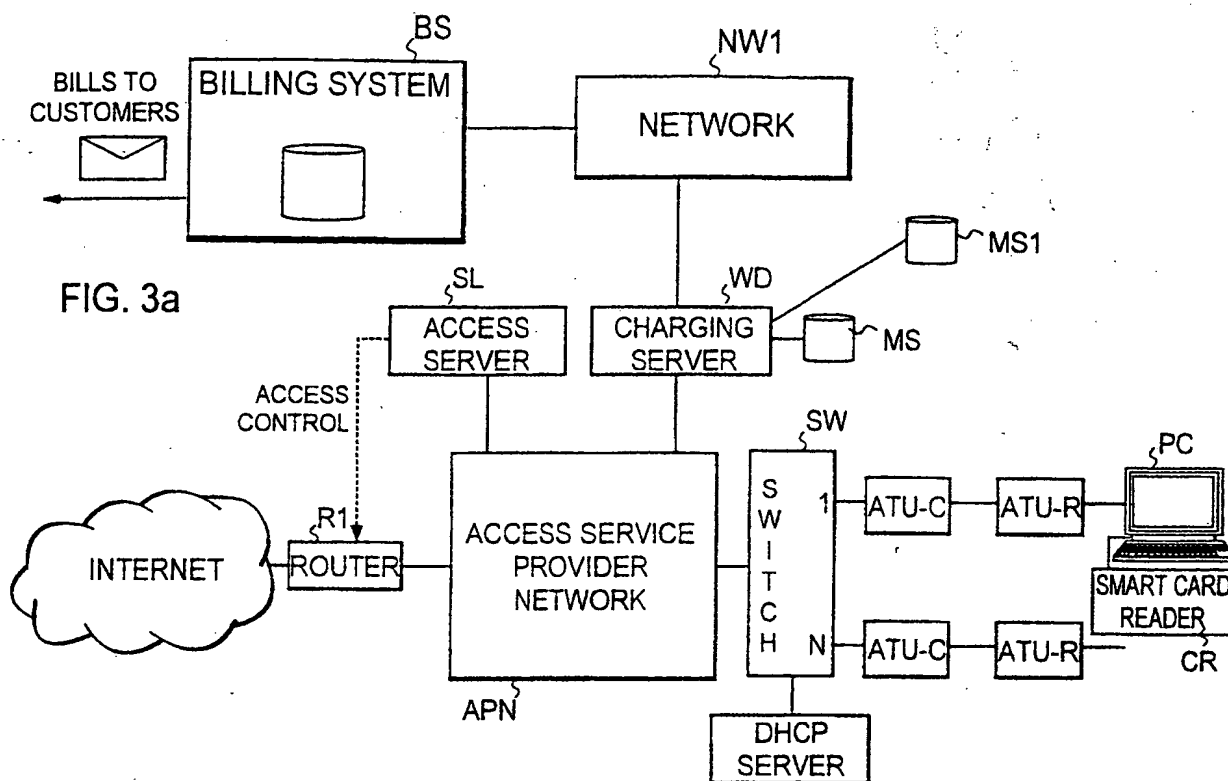 BS
NW1
BILLS TO
CUSTOMERS
BILLING SYSTEM
NETWORK
MS1
FIG. 3a
SL
WD
ACCESS
SERVER
CHARGING
SERVER
MS
ACCESS
CONTROL
SW
PC
SWITCH
1
ATU-C
ATU-R
R1
INTERNET
ROUTER
ACCESS SERVICE
PROVIDER
NETWORK
SMART CARD
READER
N
ATU-C
ATU-R
CR
APN
DHCP
SERVER